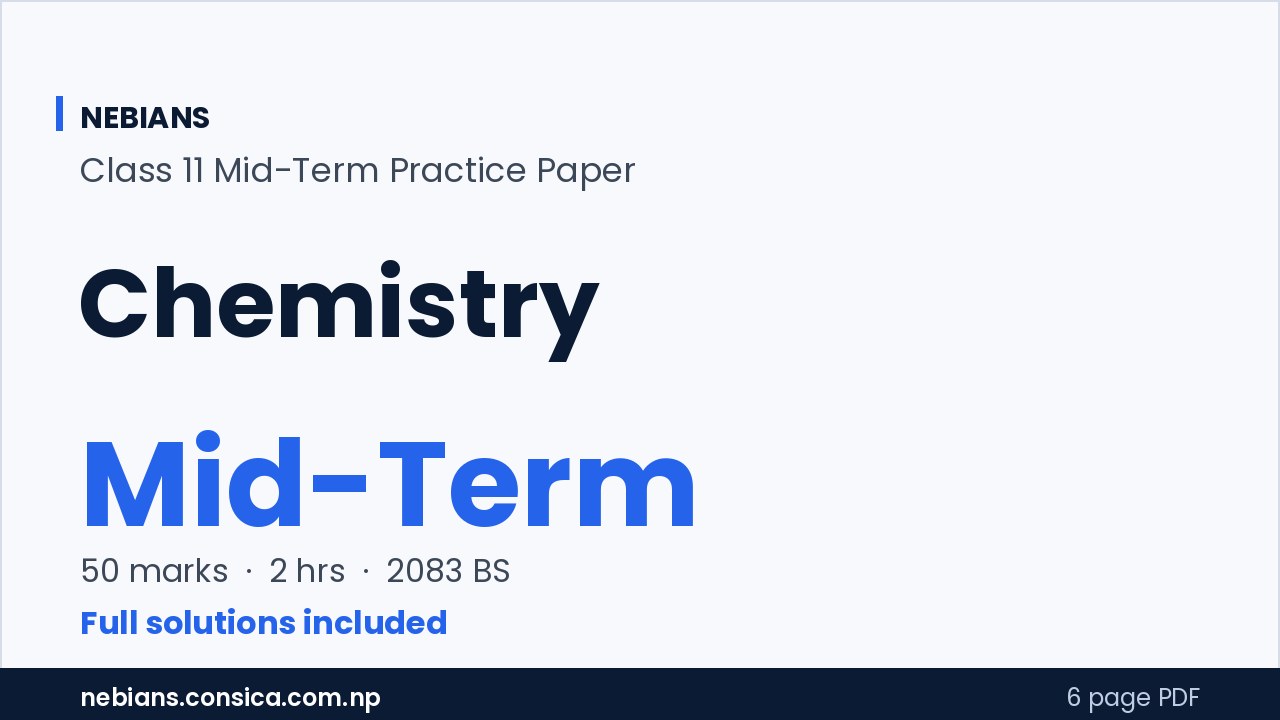 NEBIANS
Class 11 Mid-Term Practice Paper
Chemistry
Mid-Term
50 marks · 2 hrs · 2083 BS
Full solutions included
nebians.consica.com.np
6 page PDF